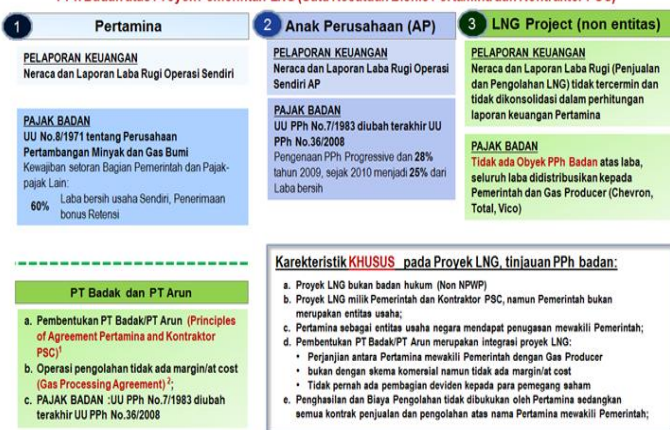 1 Pertamina
PELAPORAN KEUANGAN
Neraca dan Laporan Laba Rugi Operasi Sendiri
PAJAK BADAN
UU No.8/1971 tentang Perusahaan
Pertambangan Minyak dan Gas Bumi
Kewajiban setoran Bagian Pemerintah dan Pajak-
pajak Lain:
60% Laba bersih usaha Sendiri, Penerimaan
bonus Retensi
2 Anak Perusahaan (AP)
PELAPORAN KEUANGAN
Neraca dan Laporan Laba Rugi Operasi
Sendiri AP
PAJAK BADAN
UU PPh No.7/1983 diubah terakhir UU
PPh No.36/2008
Pengenaan PPh Progressive dan 28%
tahun 2009, sejak 2010 menjadi 25% dari
Laba bersih
3 LNG Project (non entitas)
PELAPORAN KEUANGAN
Neraca dan Laporan Laba Rugi (Penjualan
dan Pengolahan LNG) tidak tercermin dan
tidak dikonsolidasi dalam perhitungan
laporan keuangan Pertamina
PAJAK BADAN
Tidak ada Obyek PPh Badan atas laba,
seluruh laba didistribusikan kepada
Pemerintah dan Gas Producer (Chevron,
Total, Vico)
PT Badak dan PT Arun
a. Pembentukan PT Badak/PT Arun (Principles
of Agreement Pertamina and Kontraktor
PSC)1
b. Operasi pengolahan tidak ada margin/at cost
(Gas Processing Agreement) 2;
c. PAJAK BADAN :UU PPh No.7/1983 diubah
terakhir UU PPh No.36/2008
Karekteristik KHUSUS pada Proyek LNG, tinjauan PPh badan:
a. Proyek LNG bukan badan hukum (Non NPWP)
b. Proyek LNG milik Pemerintah dan Kontraktor PSC, namun Pemerintah bukan
merupakan entitas usaha;
c. Pertamina sebagai entitas usaha negara mendapat penugasan mewakili Pemerintah;
d. Pembentukan PT Badak/PT Arun merupakan integrasi proyek LNG:
• Perjanjian antara Pertamina mewakili Pemerintah dengan Gas Producer
• bukan dengan skema komersial namun tidak ada margin/at cost
• Tidak pernah ada pembagian deviden kepada para pemegang saham
e. Penghasilan dan Biaya Pengolahan Tidak dibukukan oleh Pertamina sedangkan
semua kontrak penjualan dan pengolahan atas nama Pertamina mewakili Pemerintah;